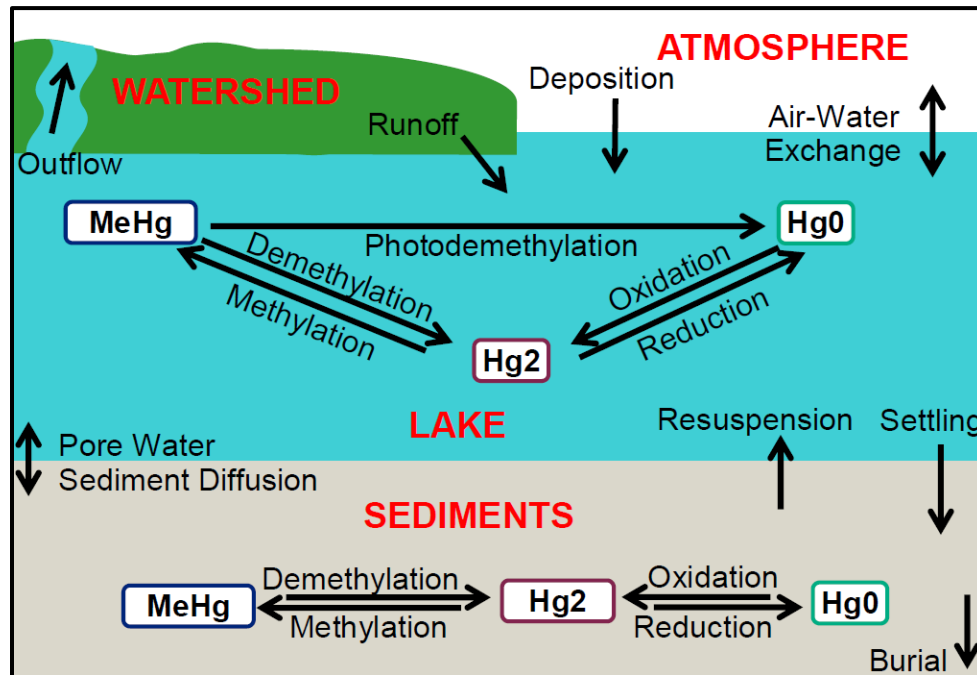 ATMOSPHERE
WATERSHED
Deposition
Runoff
Air-Water
Exchange
Outflow
MeHg
Hg0
Photodemethylation
Demethylation
Methylation
Oxidation
Reduction
Hg2
LAKE
Resuspension
Settling
Pore Water
Sediment Diffusion
SEDIMENTS
Demethylation
Oxidation
MeHg
Hg2
Hg0
Methylation
Reduction
Burial